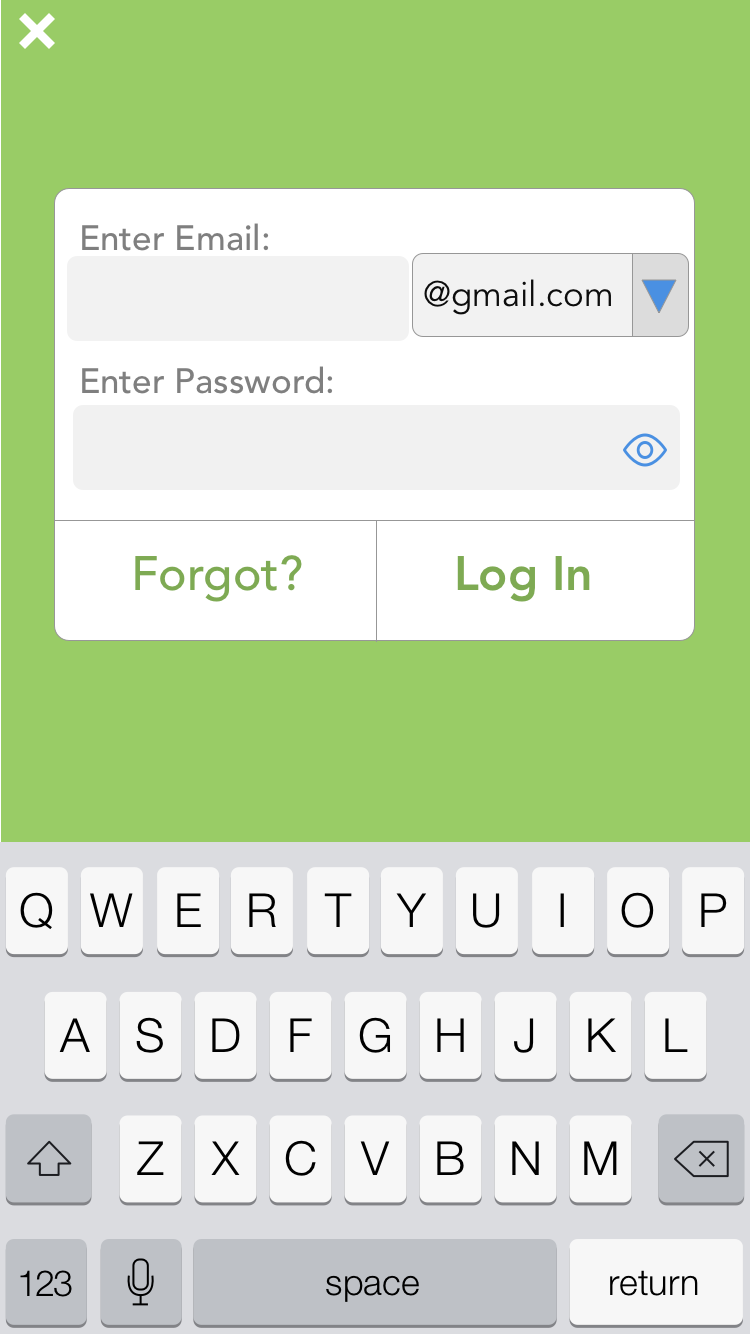 Enter Email:
@gmail.com
Enter Password:
Forgot? Log In
Q W E R T Y U I O P
A S D F G H J K L
Z X C V B N M
123 space return